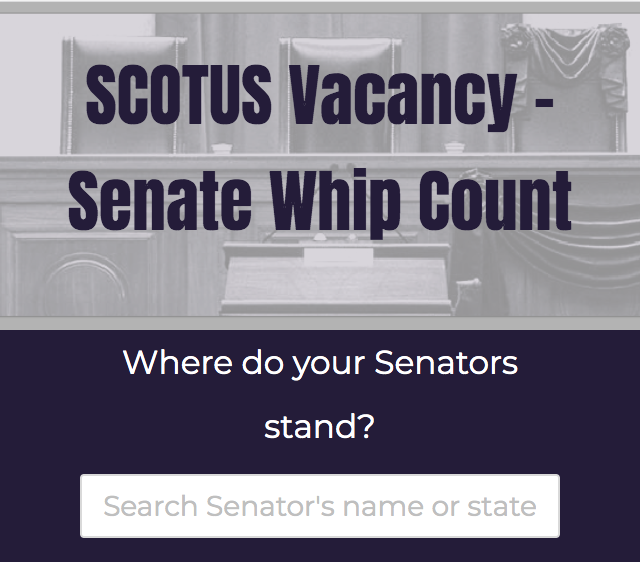 SCOTUS Vacancy -
Senate Whip Count
Where do your Senators
stand?
Search Senator's name or state